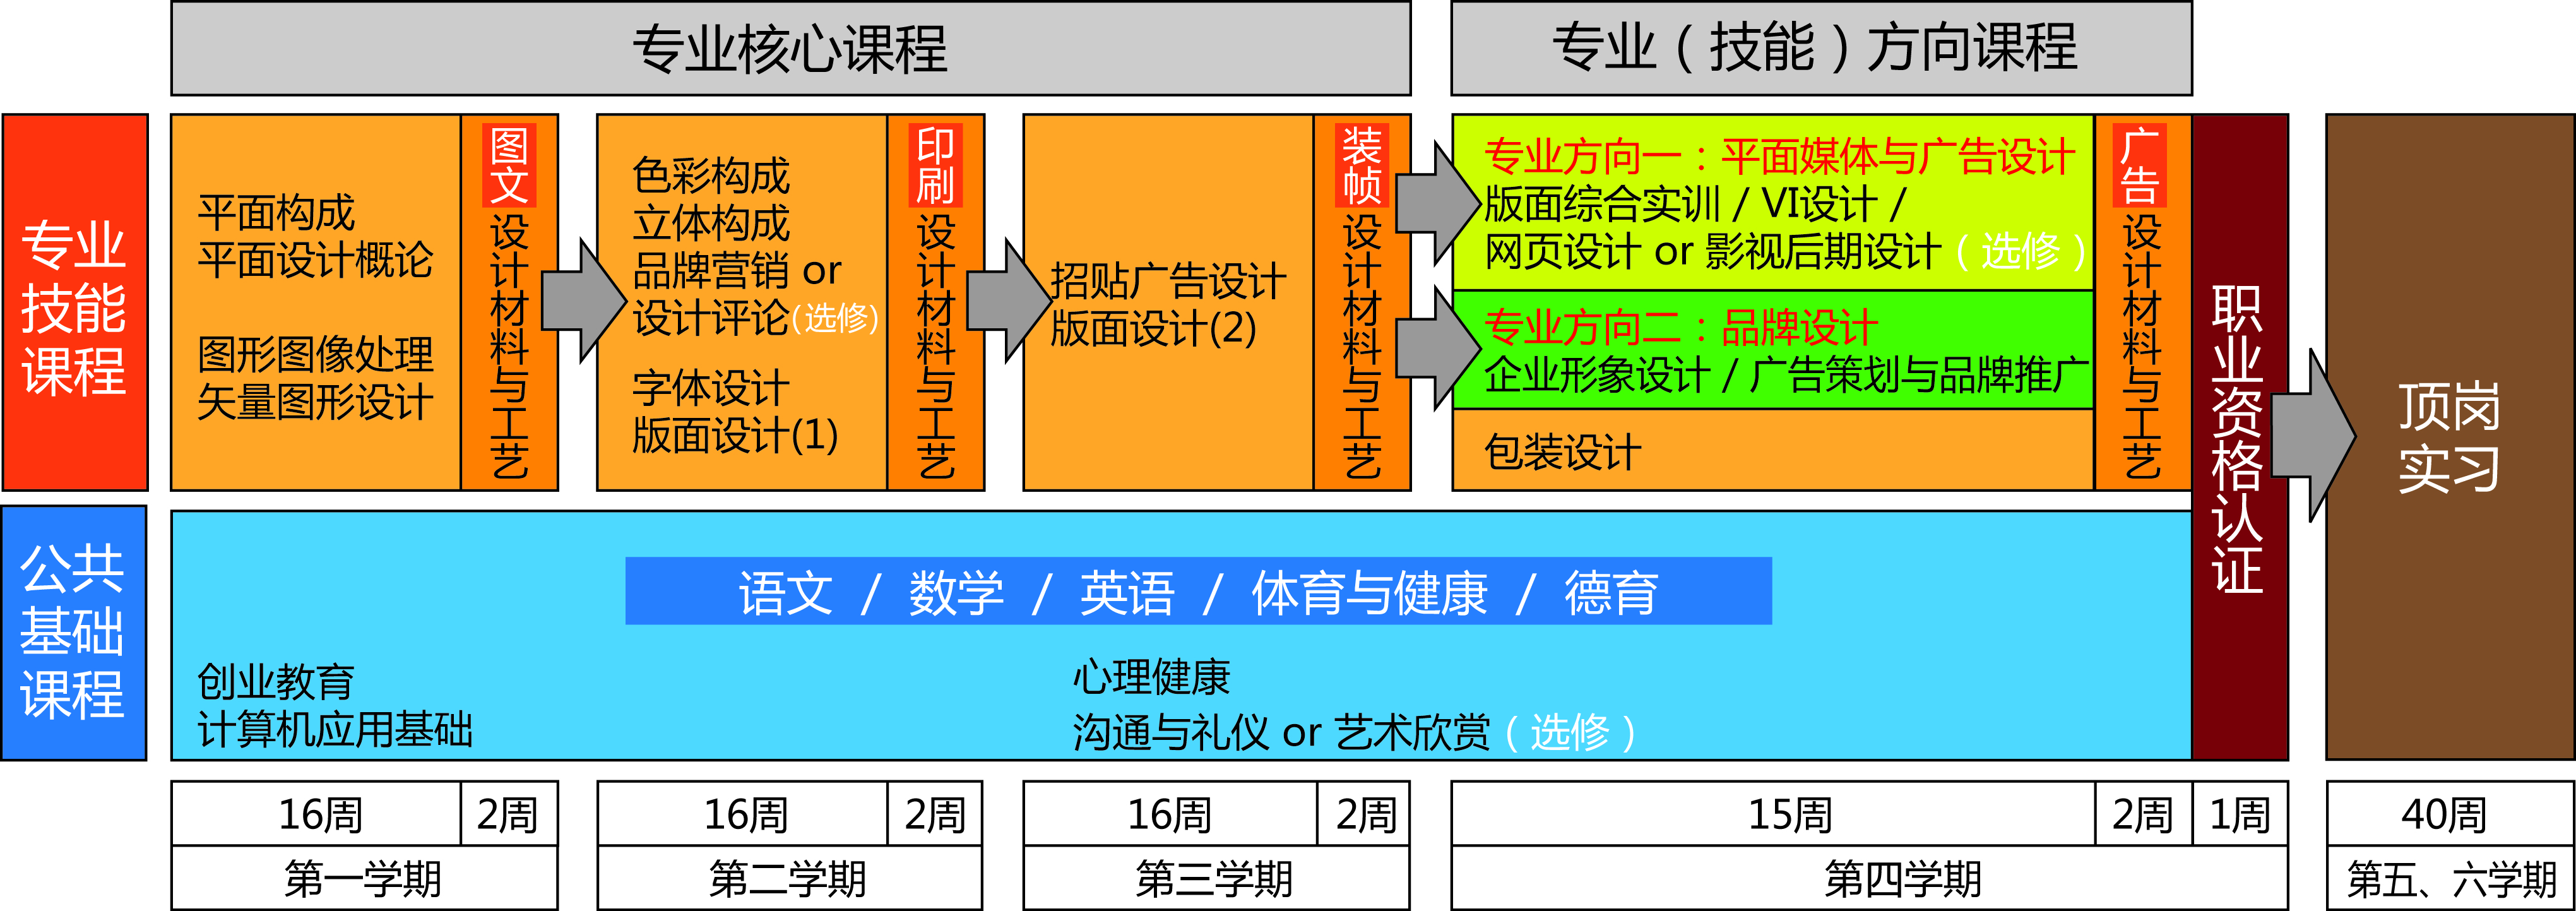 专业核心课程
专业（技能）方向课程
专业
技能
课程
平面构成
平面设计概论
图形图像处理
矢量图形设计
图文设计材料与工艺
色彩构成
立体构成
品牌营销 or
设计评论(选修)
字体设计
版面设计(1)
印刷设计材料与工艺
招贴广告设计
版面设计(2)
装帧设计材料与工艺
专业方向一：平面媒体与广告设计
版面综合实训 / VI设计 /
网页设计 or 影视后期设计（选修）
专业方向二：品牌设计
企业形象设计 / 广告策划与品牌推广
包装设计
广告设计材料与工艺
职业资格认证
顶岗
实习
公共
基础
课程
语文 / 数学 / 英语 / 体育与健康 / 德育
创业教育
计算机应用基础
心理健康
沟通与礼仪 or 艺术欣赏（选修）
16周
2周
16周
2周
16周
2周
15周
2周
1周
40周
第一学期
第二学期
第三学期
第四学期
第五、六学期